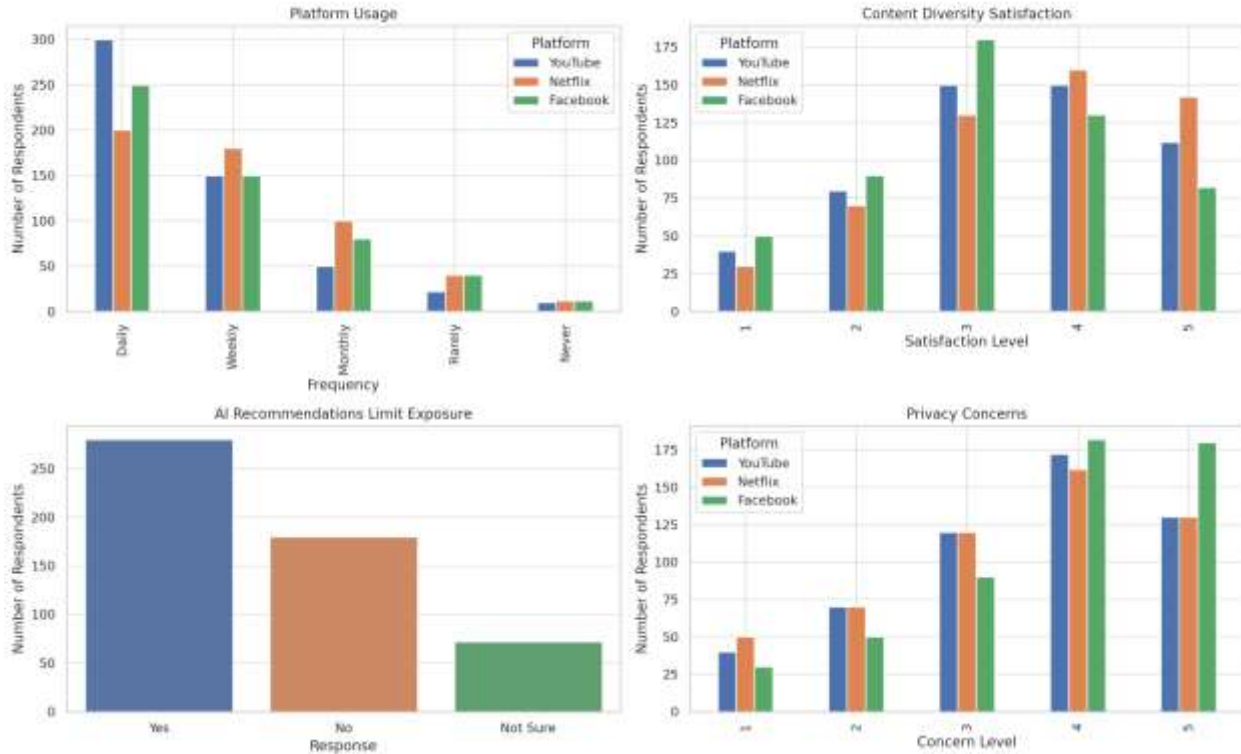 Platform Usage
Number of Respondents
300
250
200
150
100
50
0
Platform
YouTube
Netflix
Facebook
Daily
Weekly
Monthly
Rarely
Never
Frequency
Content Diversity Satisfaction
Number of Respondents
175
150
125
100
75
50
25
0
Platform
YouTube
Netflix
Facebook
1
2
3
4
5
Satisfaction Level
AI Recommendations Limit Exposure
Number of Respondents
250
200
150
100
50
0
Yes
No
Not Sure
Response
Privacy Concerns
Number of Respondents
175
150
125
100
75
50
25
0
Platform
YouTube
Netflix
Facebook
1
2
3
4
5
Concern Level